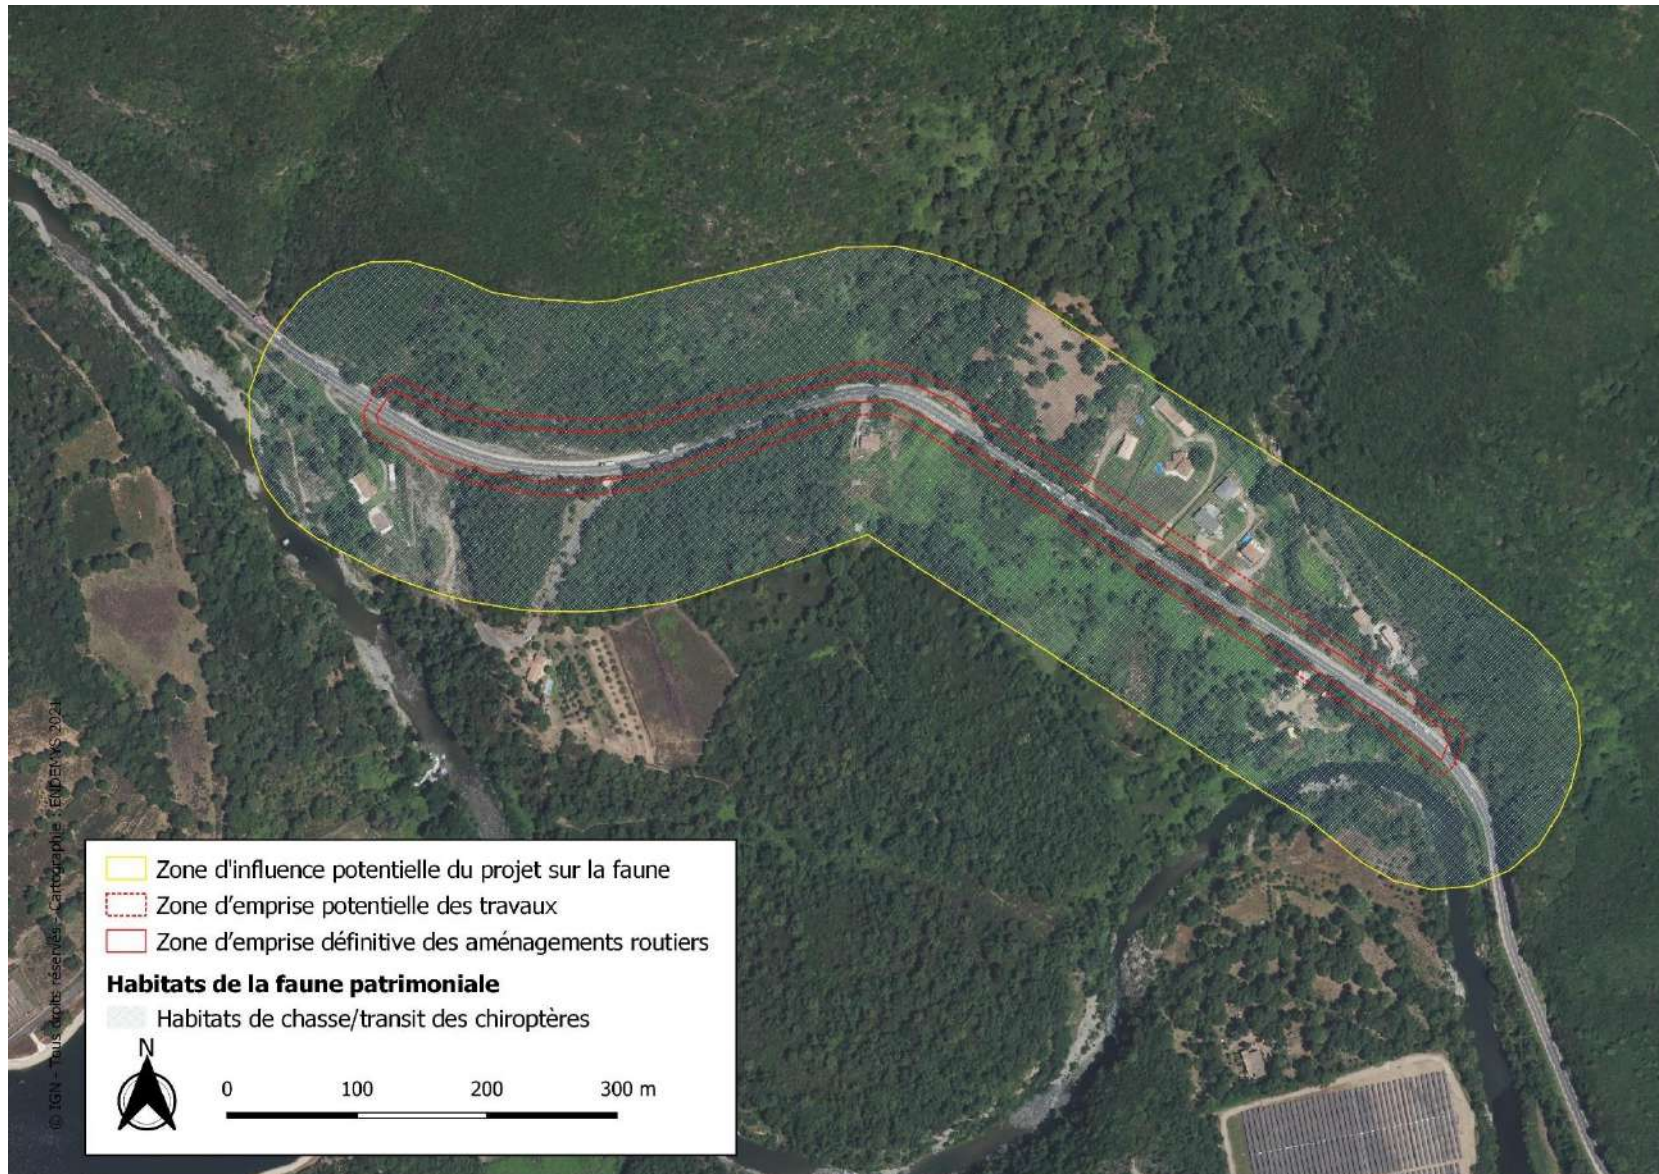 Zone d'influence potentielle du projet sur la faune
Zone d'emprise potentielle des travaux
Zone d'emprise définitive des aménagements routiers
Habitats de la faune patrimoniale
Habitats de chasse/transit des chiroptères
N
0 100 200 300 m
© IGN - Tous droits réservés - Cartographie : ENDEMYS 2021